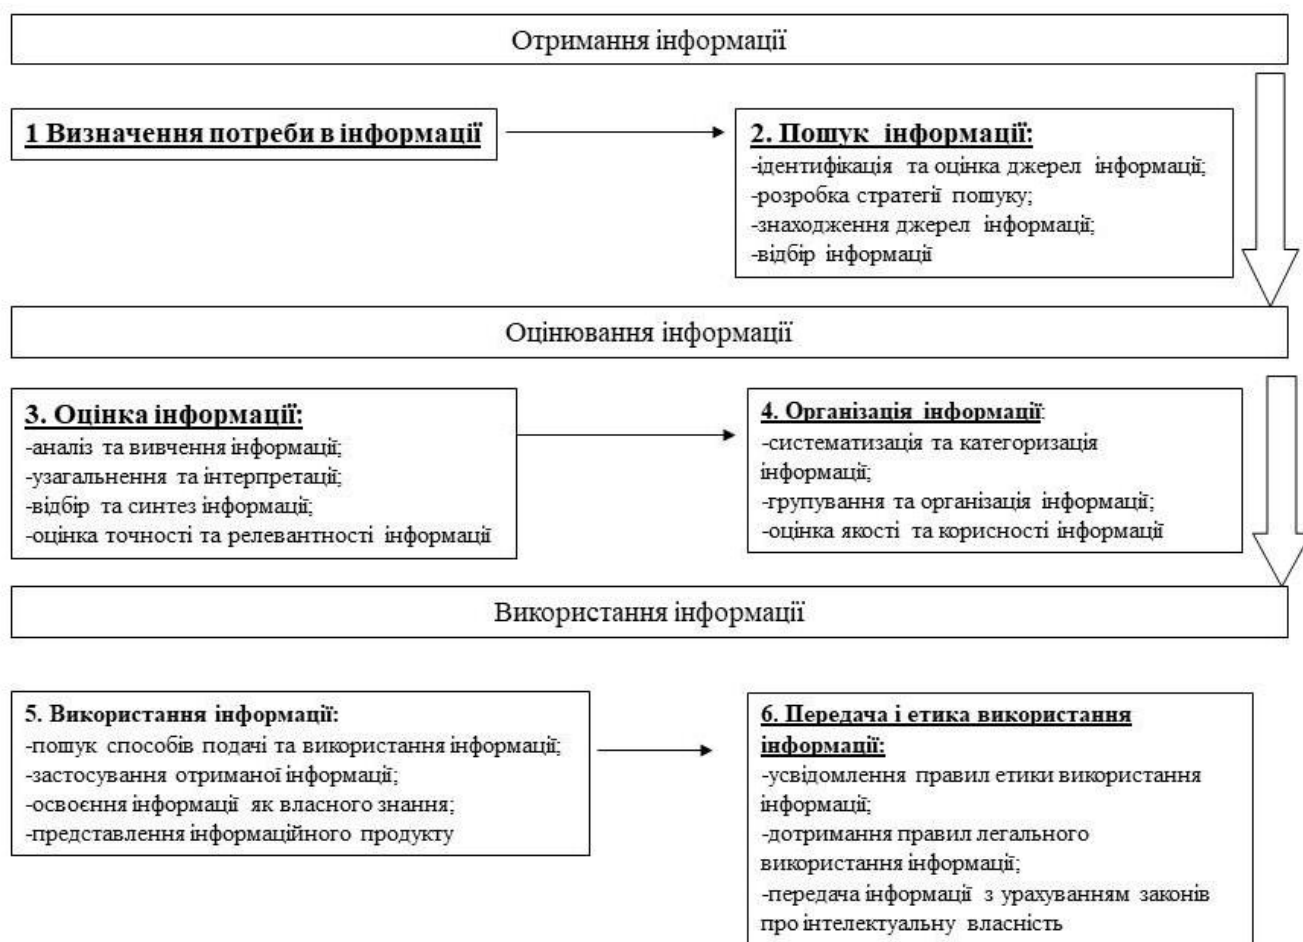 Отримання інформації
1 Визначення потреби в інформації
2. Пошук інформації:
-ідентифікація та оцінка джерел інформації;
-розробка стратегії пошуку;
-знаходження джерел інформації;
-відбір інформації
Оцінювання інформації
3. Оцінка інформації:
-аналіз та вивчення інформації;
-узагальнення та інтерпретації;
-відбір та синтез інформації;
-оцінка точності та релевантності інформації
4. Організація інформації:
-систематизація та категоризація
інформації;
-групування та організація інформації;
-оцінка якості та корисності інформації
Використання інформації
5. Використання інформації:
-пошук способів подачі та використання інформації;
-застосування отриманої інформації;
-освоєння інформації як власного знання;
-представлення інформаційного продукту
6. Передача і етика використання
інформації:
-усвідомлення правил етики використання
інформації;
-дотримання правил легального
використання інформації;
-передача інформації з урахуванням законів
про інтелектуальну власність